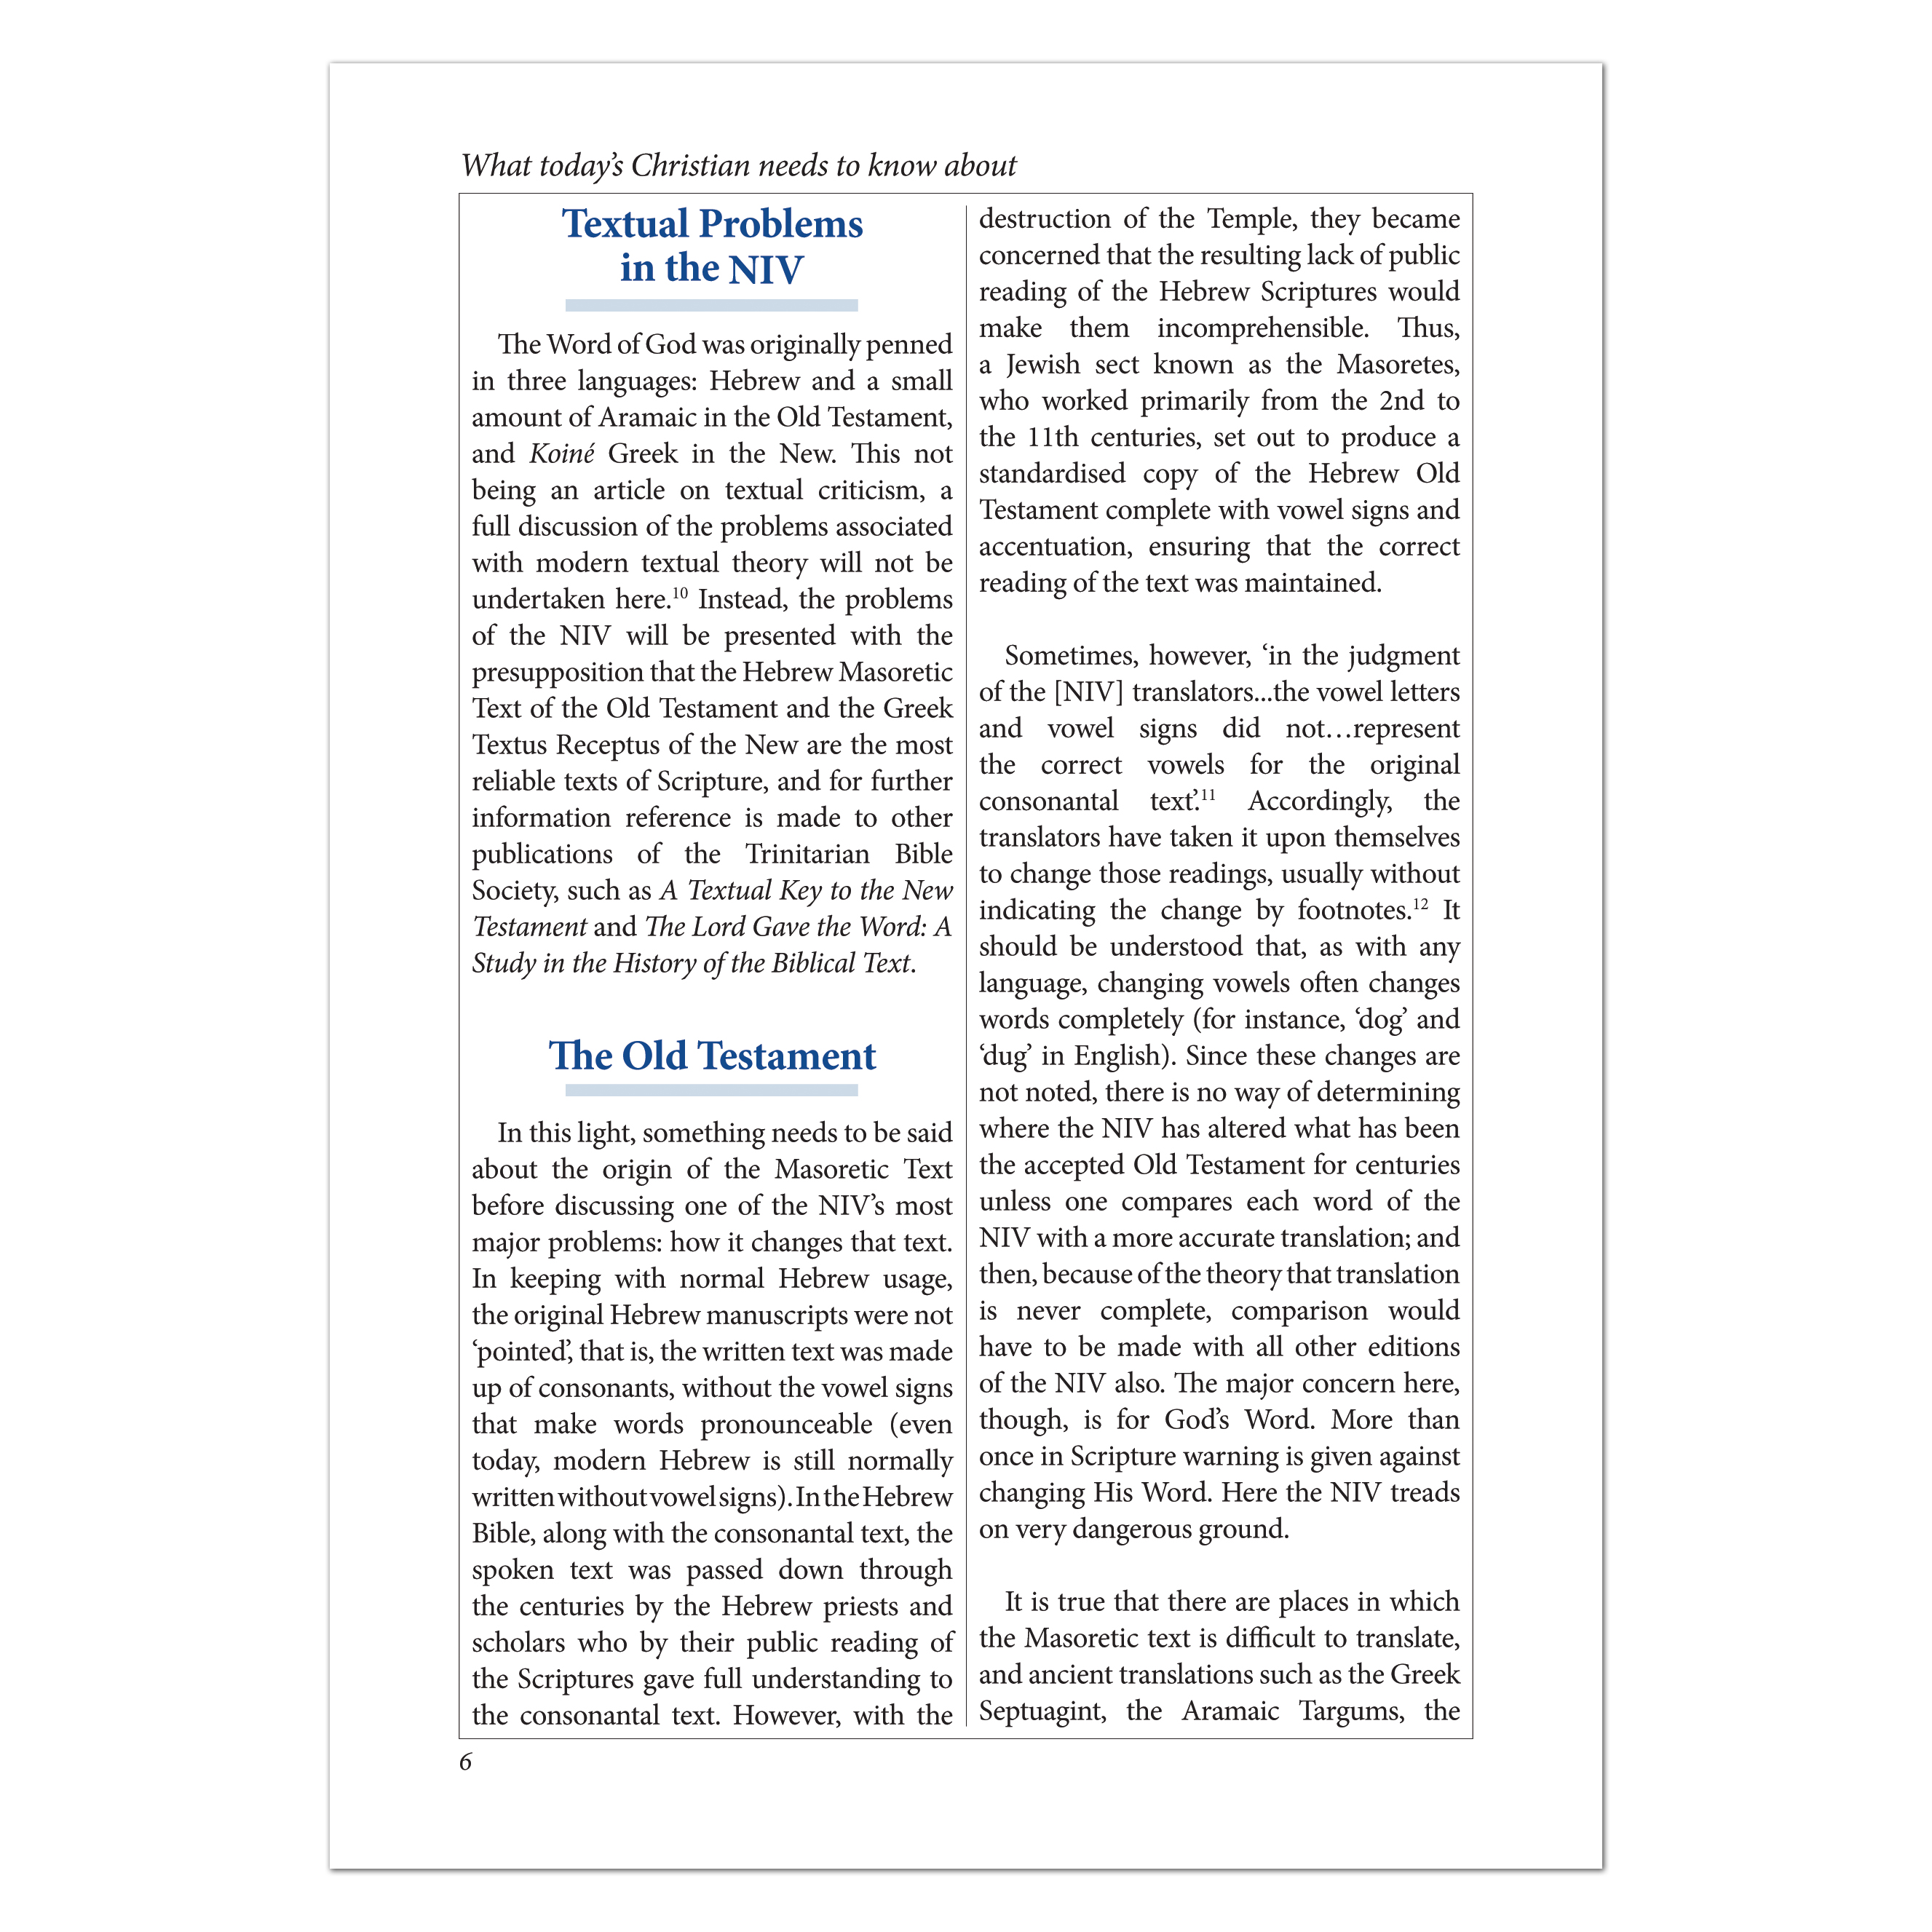 What today’s Christian needs to know about
Textual Problems
in the NIV
The Word of God was originally penned
in three languages: Hebrew and a small
amount of Aramaic in the Old Testament,
and Koiné Greek in the New. This not
being an article on textual criticism, a
full discussion of the problems associated
with modern textual theory will not be
undertaken here.10 Instead, the problems
of the NIV will be presented with the
presupposition that the Hebrew Masoretic
Text of the Old Testament and the Greek
Textus Receptus of the New are the most
reliable texts of Scripture, and for further
information reference is made to other
publications of the Trinitarian Bible
Society, such as A Textual Key to the New
Testament and The Lord Gave the Word: A
Study in the History of the Biblical Text.
The Old Testament
In this light, something needs to be said
about the origin of the Masoretic Text
before discussing one of the NIV’s most
major problems: how it changes that text.
In keeping with normal Hebrew usage,
the original Hebrew manuscripts were not
‘pointed’, that is, the written text was made
up of consonants, without the vowel signs
that make words pronounceable (even
today, modern Hebrew is still normally
written without vowel signs). In the Hebrew
Bible, along with the consonantal text, the
spoken text was passed down through
the centuries by the Hebrew priests and
scholars who by their public reading of
the Scriptures gave full understanding to
the consonantal text. However, with the
destruction of the Temple, they became
concerned that the resulting lack of public
reading of the Hebrew Scriptures would
make them incomprehensible. Thus,
a Jewish sect known as the Masoretes,
who worked primarily from the 2nd to
the 11th centuries, set out to produce a
standardised copy of the Hebrew Old
Testament complete with vowel signs and
accentuation, ensuring that the correct
reading of the text was maintained.
Sometimes, however, ‘in the judgment
of the [NIV] translators...the vowel letters
and vowel signs did not…represent
the correct vowels for the original
consonantal text’.11 Accordingly, the
translators have taken it upon themselves
to change those readings, usually without
indicating the change by footnotes.12 It
should be understood that, as with any
language, changing vowels often changes
words completely (for instance, ‘dog’ and
‘dug’ in English). Since these changes are
not noted, there is no way of determining
where the NIV has altered what has been
the accepted Old Testament for centuries
unless one compares each word of the
NIV with a more accurate translation; and
then, because of the theory that translation
is never complete, comparison would
have to be made with all other editions
of the NIV also. The major concern here,
though, is for God’s Word. More than
once in Scripture warning is given against
changing His Word. Here the NIV treads
on very dangerous ground.
It is true that there are places in which
the Masoretic text is difficult to translate,
and ancient translations such as the Greek
Septuagint, the Aramaic Targums, the
6